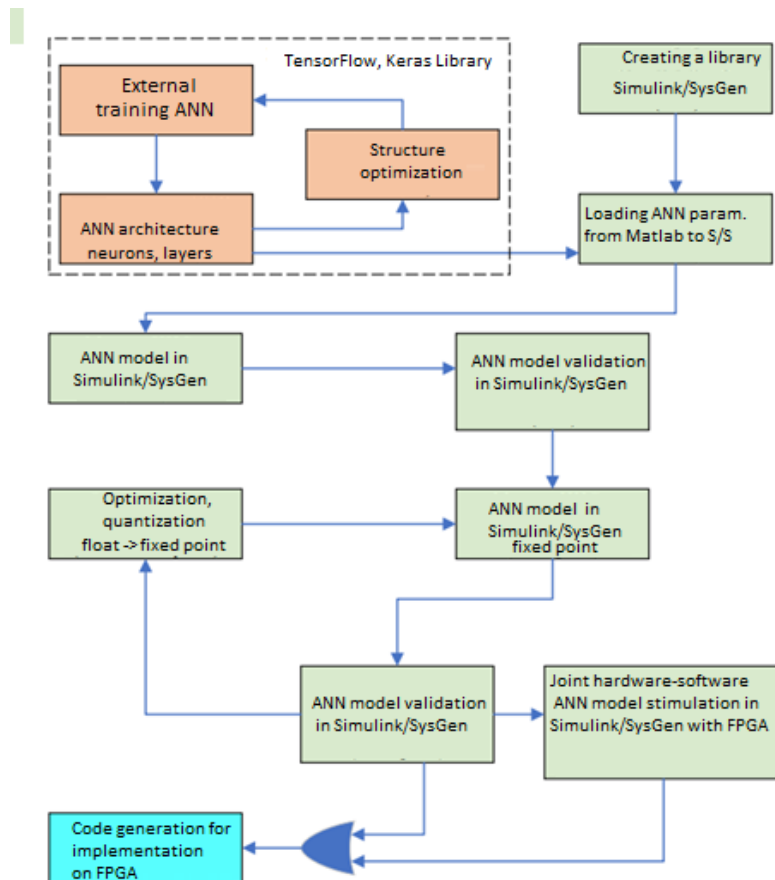 TensorFlow, Keras Library
External
training ANN
Structure
optimization
ANN architecture
neurons, layers
Creating a library
Simulink/SysGen
Loading ANN param.
from Matlab to S/S
ANN model in
Simulink/SysGen
ANN model validation
in Simulink/SysGen
Optimization,
quantization
float -> fixed point
ANN model in
Simulink/SysGen
fixed point
ANN model validation
in Simulink/SysGen
Joint hardware-software
ANN model stimulation in
Simulink/SysGen with FPGA
Code generation for
implementation
on FPGA